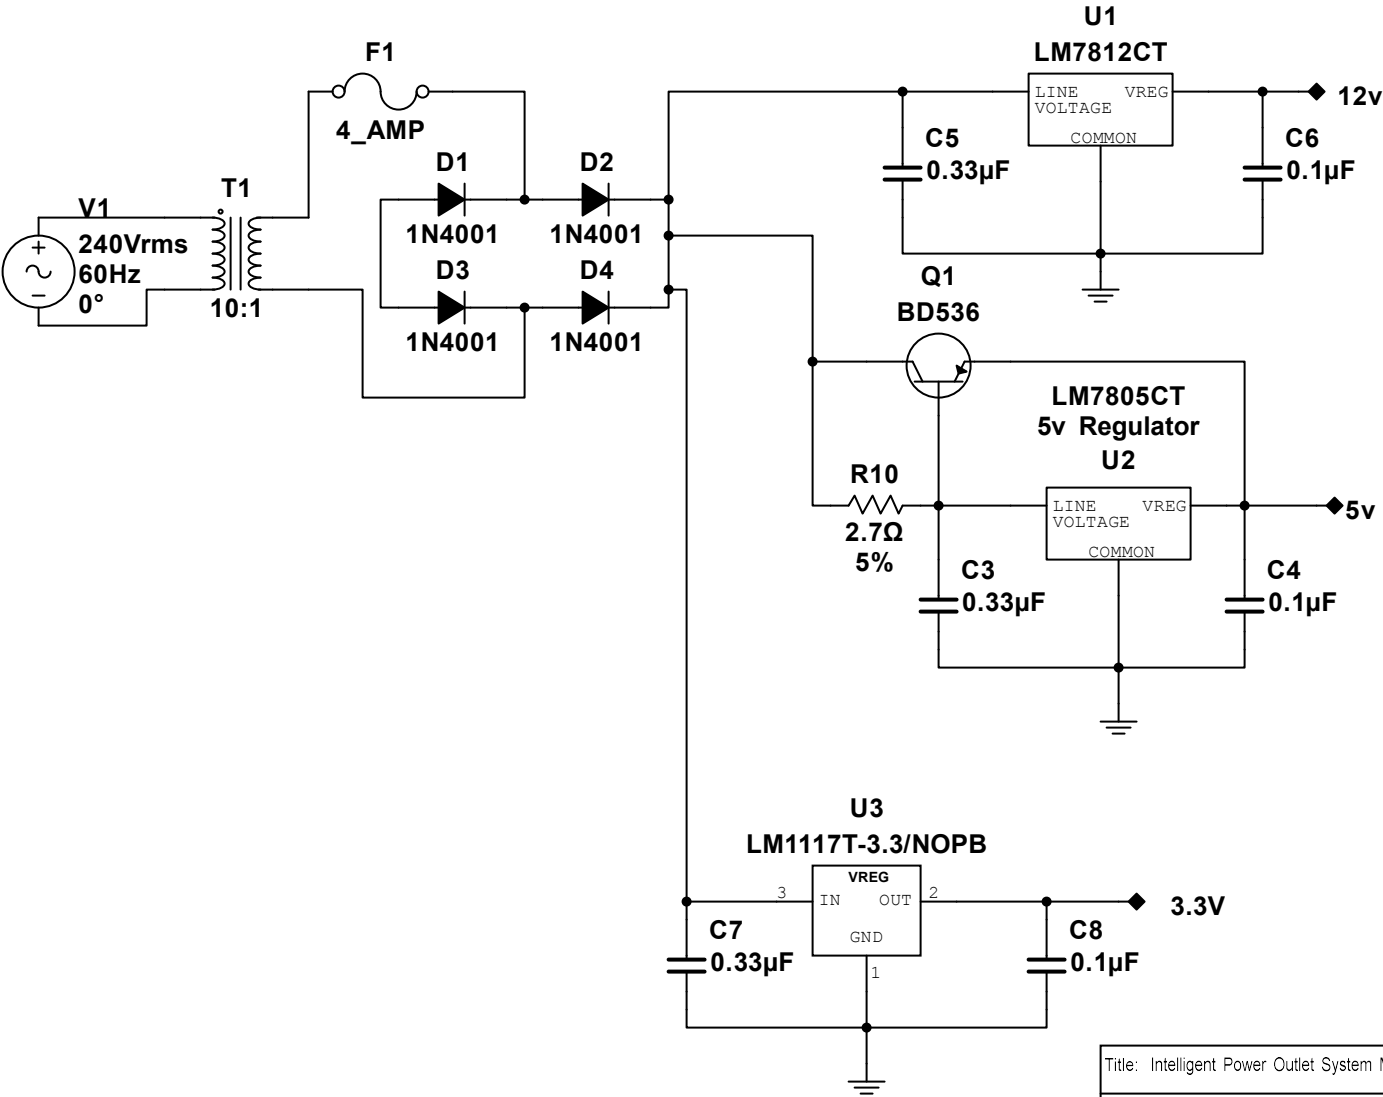 U1
LM7812CT
LINE VREG
VOLTAGE
COMMON
12v
F1
4_AMP
C5
0.33µF
C6
0.1µF
D1
1N4001
D2
1N4001
T1
10:1
V1
240Vrms
60Hz
0°
+
−
D3
1N4001
D4
1N4001
Q1
BD536
LM7805CT
5v Regulator
U2
LINE VREG
VOLTAGE
COMMON
5v
R10
2.7Ω
5%
C3
0.33µF
C4
0.1µF
U3
LM1117T-3.3/NOPB
VREG
3 IN OUT 2
GND
1
3.3V
C7
0.33µF
C8
0.1µF
Title: Intelligent Power Outlet System